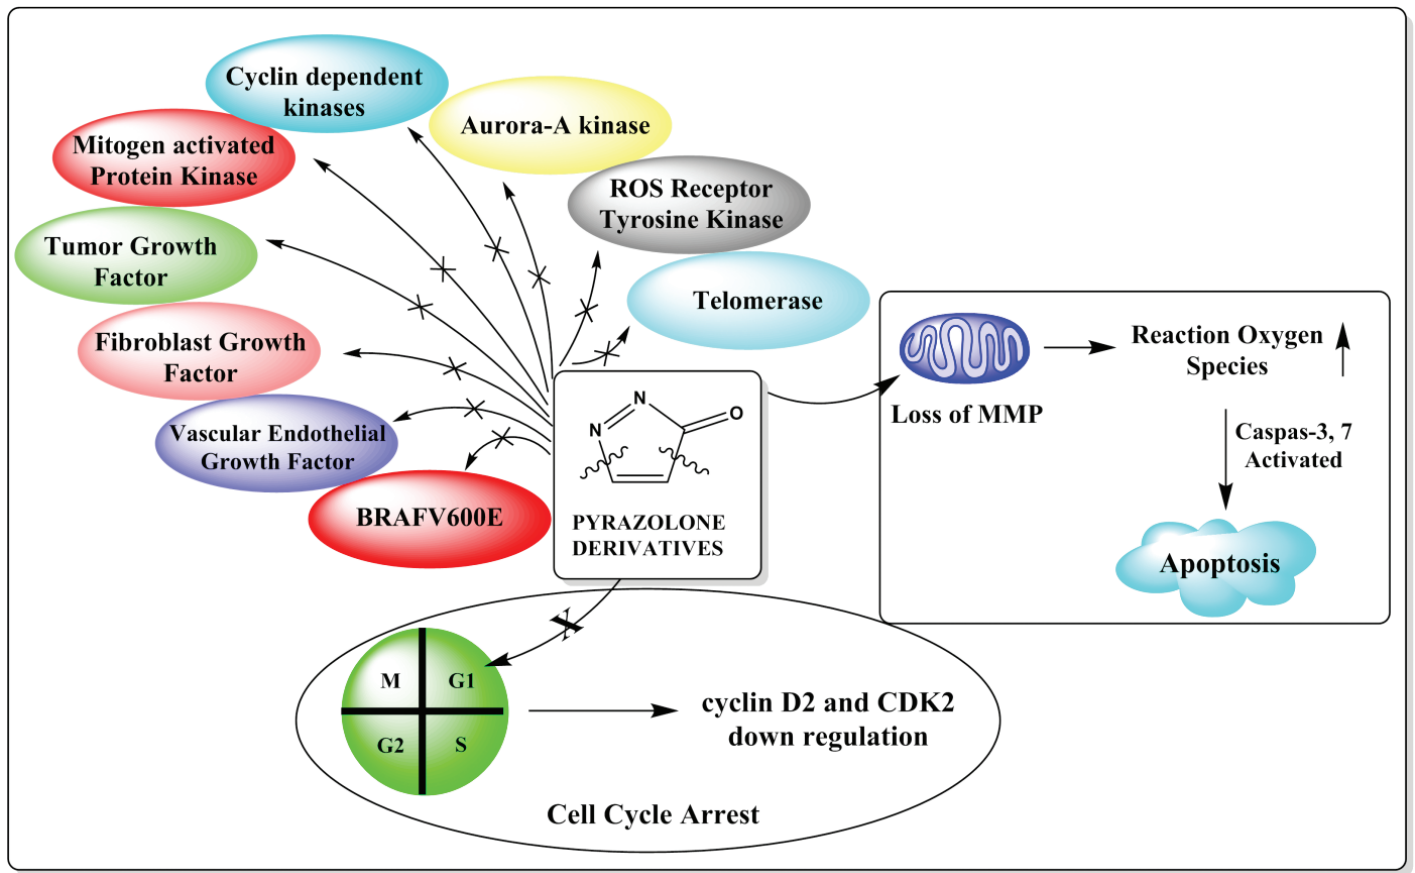 Cyclin dependent
kinases
Aurora-A kinase
Mitogen activated
Protein Kinase
ROS Receptor
Tyrosine Kinase
Tumor Growth
Factor
Telomerase
Fibroblast Growth
Factor
Vascular Endothelial
Growth Factor
BRAFV600E
N
N
O
PYRAZOLONE
DERIVATIVES
Loss of MMP
Reaction Oxygen
Species
Caspas-3, 7
Activated
Apoptosis
M
G1
G2
S
cyclin D2 and CDK2
down regulation
Cell Cycle Arrest